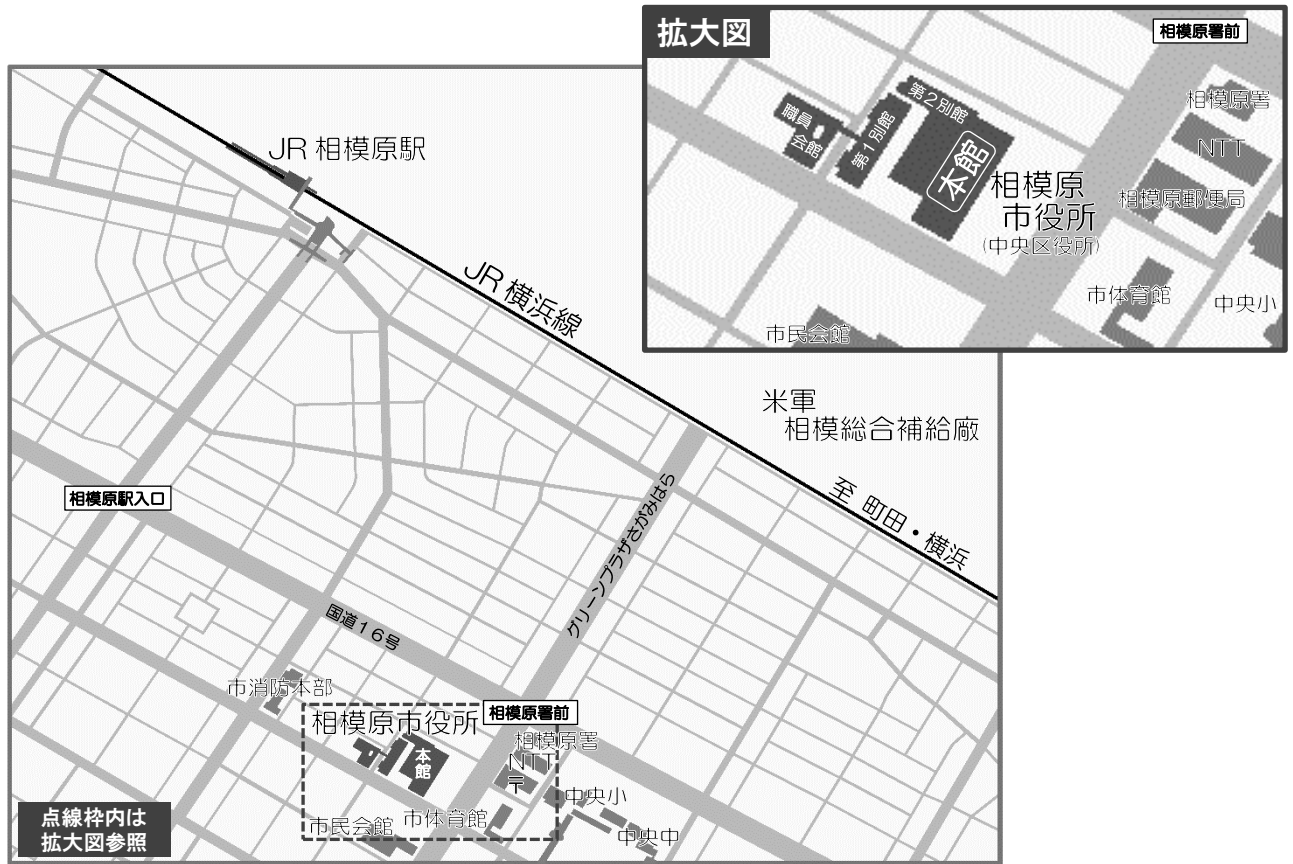 拡大図
相模原署前
相模原署
NTT
相模原郵便局
第2別館
職員
会館
第1別館
本館
相模原
市役所
(中央区役所)
市体育館
中央小
市民会館
JR 相模原駅
JR 横浜線
米軍
相模総合補給廠
至 町田・横浜
相模原駅入口
グリーンプラザさがみはら
国道16号
市消防本部
相模原市役所
相模原署前
本館
相模原署
NTT
〒
中央小
中央中
市民会館
市体育館
点線枠内は
拡大図参照